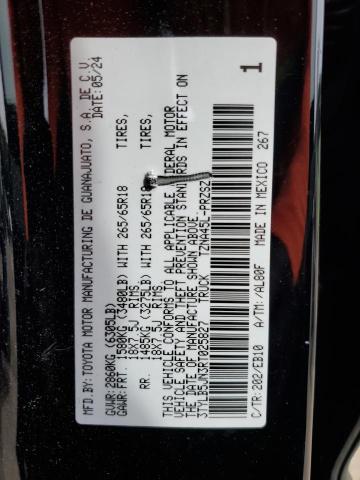 MFD.BY:TOYOTA MOTOR MANUFACTURING DE GUANAJUATO, S.A. DE C.V.
DATE:05/24
GVWR:2860KG (6305LB)
GAWR:FRT. 1580KG (3480LB) WITH 265/65R18 TIRES,
18X7.5J RIMS.
RR. 1485KG (3275LB) WITH 265/65R18 TIRES,
18X7.5J RIMS.
THIS VEHICLE CONFORMS TO ALL APPLICABLE FEDERAL MOTOR
VEHICLE SAFETY AND THEFT PREVENTION STANDARDS IN EFFECT ON
THE DATE OF MANUFACTURE SHOWN ABOVE.
3TYLB5JN3RT025827 TRUCK TZNA45L-PRZSZ
C/TR:202/EB10 A/TM:/AL80F MADE IN MEXICO 267
1